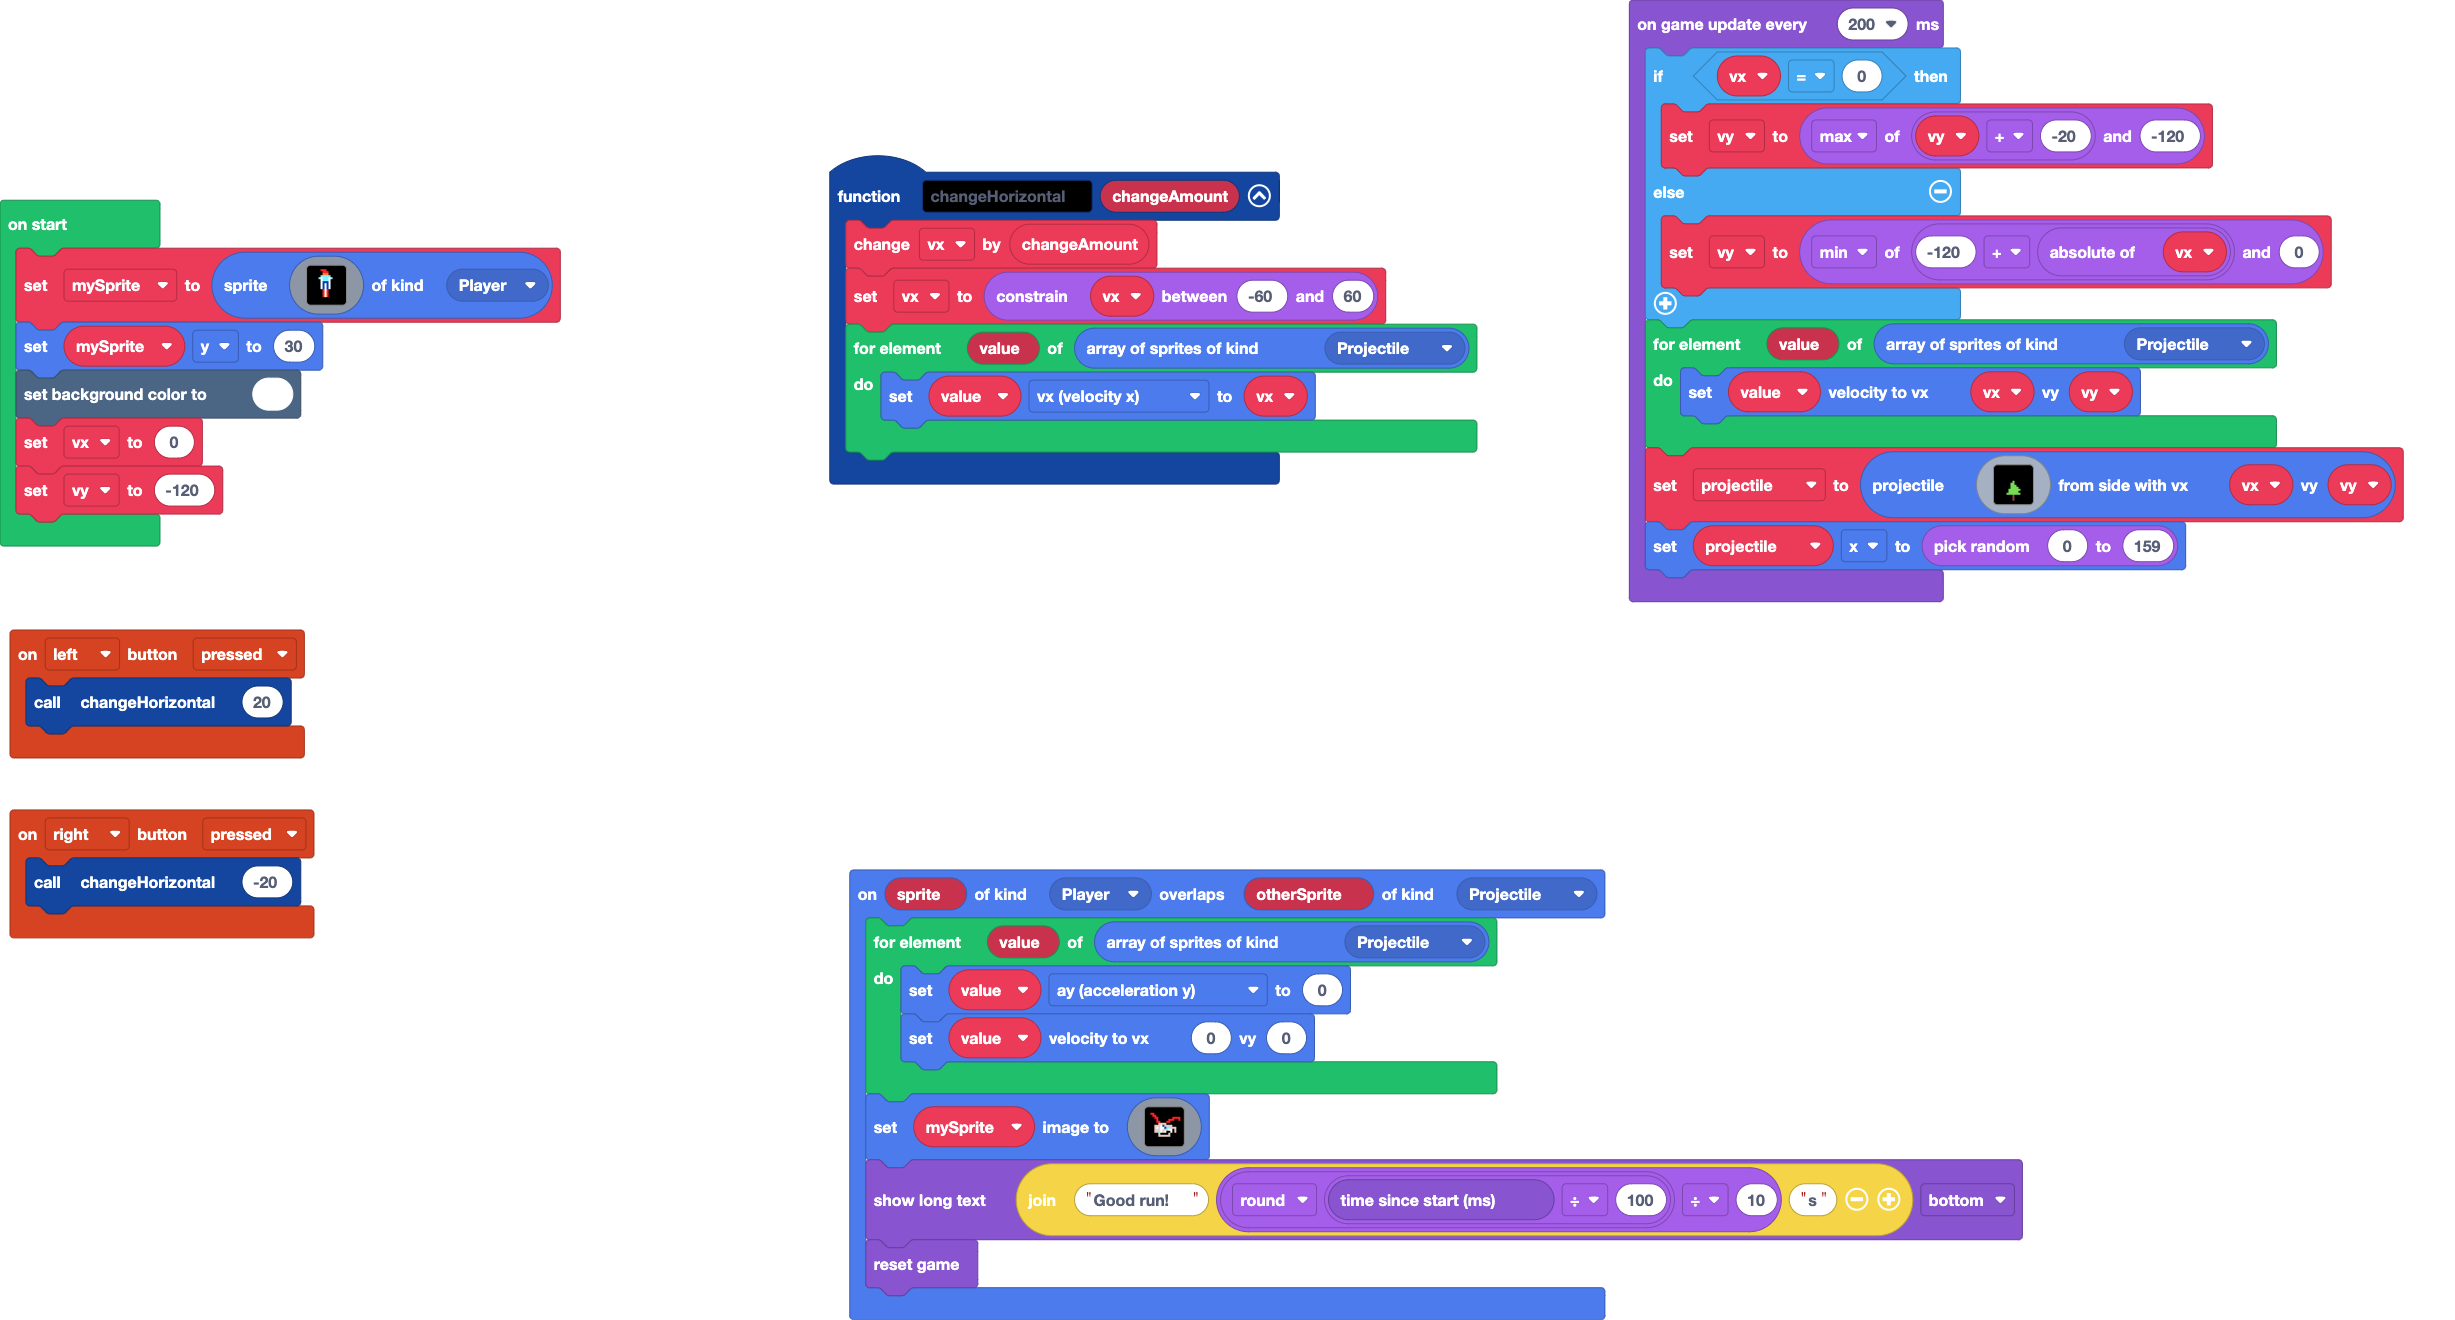 on start
set mySprite to sprite of kind Player
set mySprite y to 30
set background color to
set vx to 0
set vy to -120
on left button pressed
call changeHorizontal 20
on right button pressed
call changeHorizontal -20
function changeHorizontal changeAmount
change vx by changeAmount
set vx to constrain vx between -60 and 60
for element value of array of sprites of kind Projectile
do set value vx (velocity x) to vx
on game update every 200 ms
if vx = 0 then
set vy to max of vy + -20 and -120
else
set vy to min of -120 + absolute of vx and 0
for element value of array of sprites of kind Projectile
do set value velocity to vx vx vy vy
set projectile to projectile from side with vx vx vy vy
set projectile x to pick random 0 to 159
on sprite of kind Player overlaps otherSprite of kind Projectile
for element value of array of sprites of kind Projectile
do set value ay (acceleration y) to 0
set value velocity to vx 0 vy 0
set mySprite image to
show long text join "Good run! " round time since start (ms) ÷ 100 ÷ 10 "s" bottom
reset game